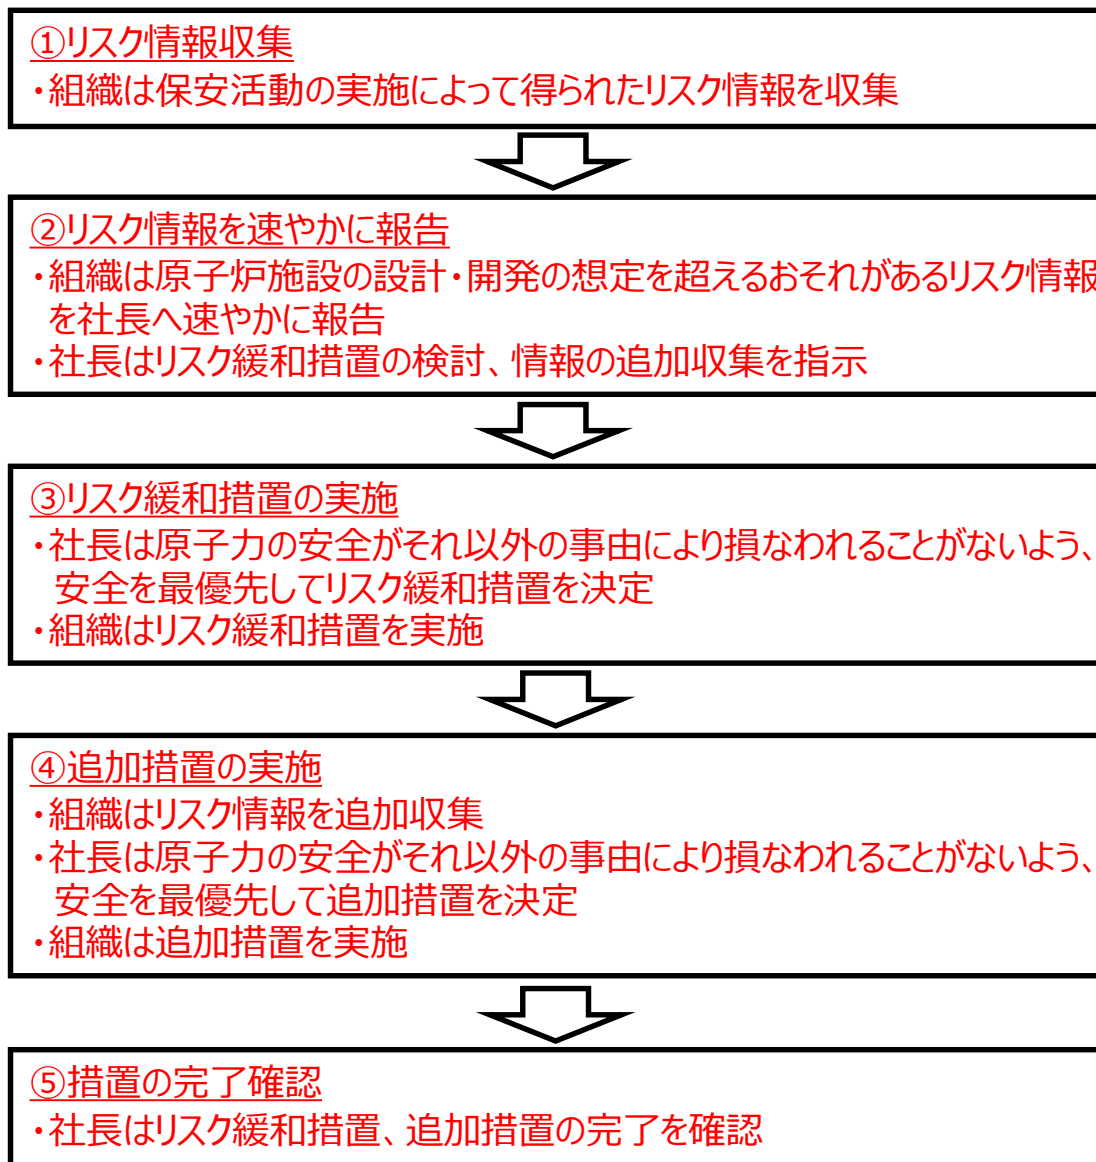 ①リスク情報収集
・組織は保安活動の実施によって得られたリスク情報を収集
②リスク情報を速やかに報告
・組織は原子炉施設の設計・開発の想定を超えるおそれがあるリスク情報
を社長へ速やかに報告
・社長はリスク緩和措置の検討、情報の追加収集を指示
③リスク緩和措置の実施
・社長は原子力の安全がそれ以外の事由により損なわれることがないよう、
安全を最優先してリスク緩和措置を決定
・組織はリスク緩和措置を実施
④追加措置の実施
・組織はリスク情報を追加収集
・社長は原子力の安全がそれ以外の事由により損なわれることがないよう、
安全を最優先して追加措置を決定
・組織は追加措置を実施
⑤措置の完了確認
・社長はリスク緩和措置、追加措置の完了を確認